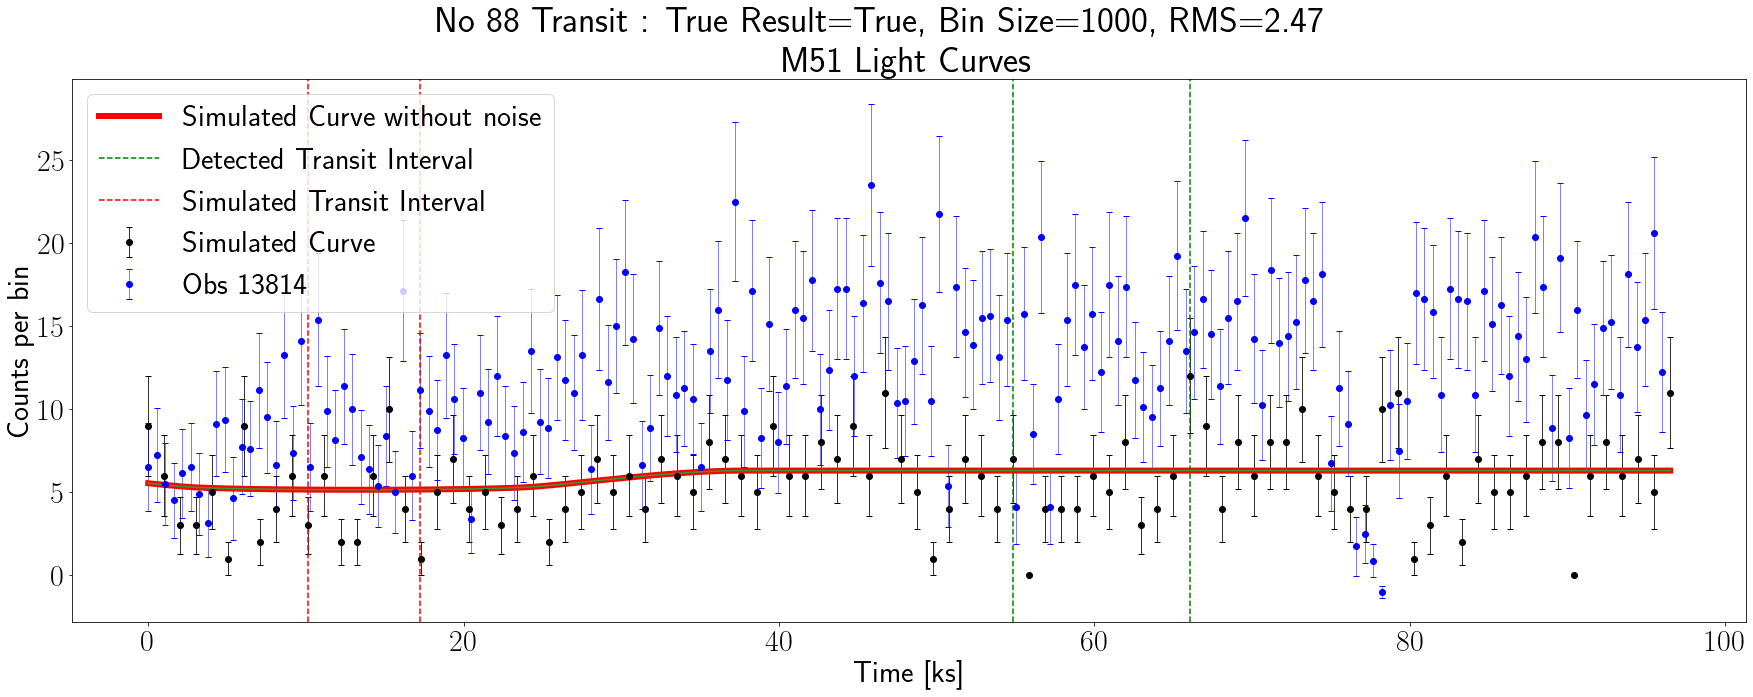 No 88 Transit : True Result=True, Bin Size=1000, RMS=2.47
M51 Light Curves
Simulated Curve without noise
Detected Transit Interval
Simulated Transit Interval
Simulated Curve
Obs 13814
Counts per bin
25
20
15
10
5
0
0 20 40 60 80 100
Time [ks]